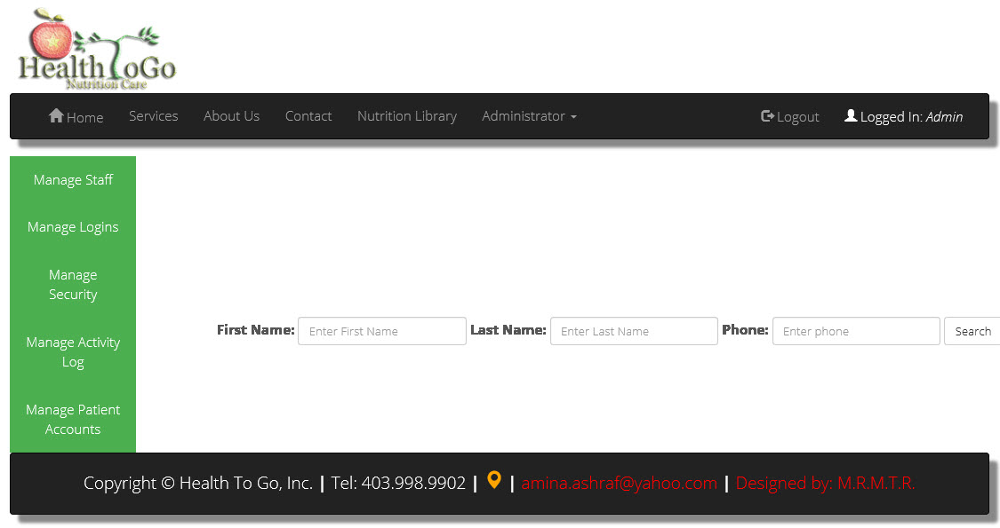 Health ToGo
Nutrition Care
Home Services About Us Contact Nutrition Library Administrator Logout Logged In: Admin
Manage Staff
Manage Logins
Manage
Security
Manage Activity
Log
Manage Patient
Accounts
First Name: Enter First Name Last Name: Enter Last Name Phone: Enter phone Search
Copyright © Health To Go, Inc. | Tel: 403.998.9902 | | amina.ashraf@yahoo.com | Designed by: M.R.M.T.R.